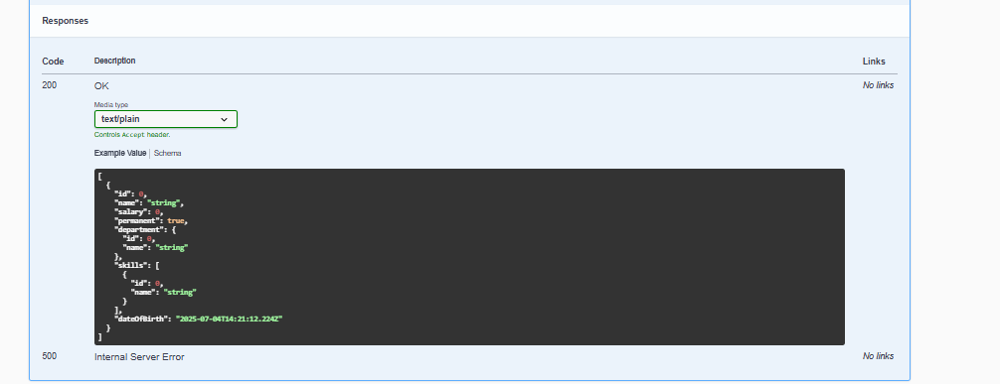 Responses
Code Description Links
200 OK No links
Media type
text/plain
Controls Accept header.
Example Value | Schema
[
  {
    "id": 0,
    "name": "string",
    "salary": 0,
    "permanent": true,
    "department": {
      "id": 0,
      "name": "string"
    },
    "skills": [
      {
        "id": 0,
        "name": "string"
      }
    ],
    "dateOfBirth": "2025-07-04T14:21:12.224Z"
  }
]
500 Internal Server Error No links